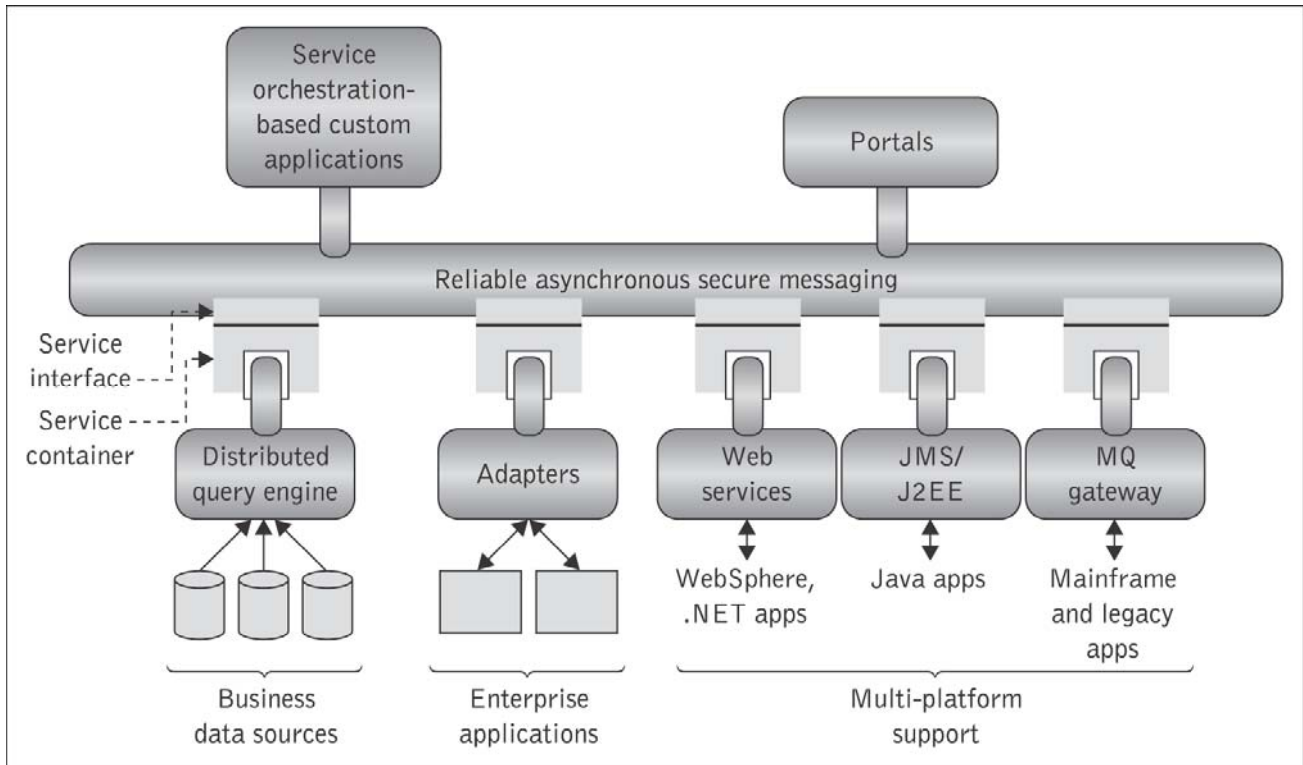 Service
orchestration-
based custom
applications
Portals
Reliable asynchronous secure messaging
Service
interface
Service
container
Distributed
query engine
Adapters
Web
services
JMS/
J2EE
MQ
gateway
WebSphere,
.NET apps
Java apps
Mainframe
and legacy
apps
Business
data sources
Enterprise
applications
Multi-platform
support